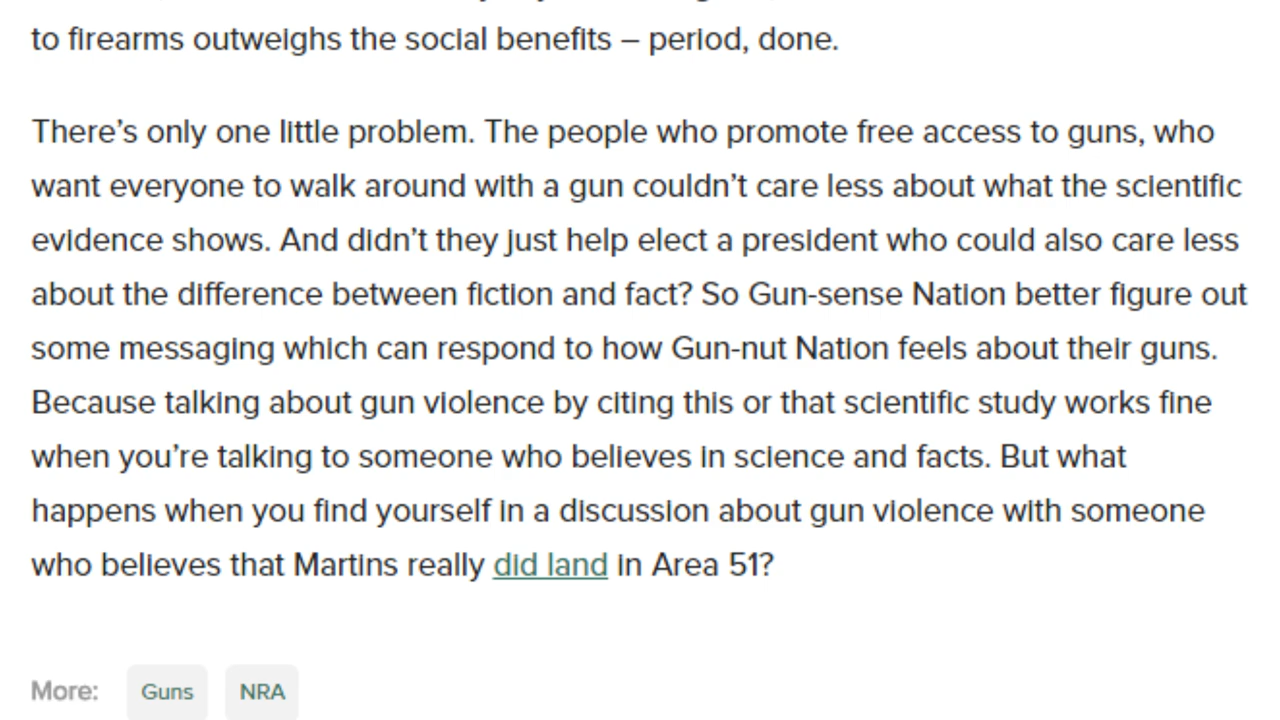 to firearms outweighs the social benefits – period, done.
There’s only one little problem. The people who promote free access to guns, who
want everyone to walk around with a gun couldn’t care less about what the scientific
evidence shows. And didn’t they just help elect a president who could also care less
about the difference between fiction and fact? So Gun-sense Nation better figure out
some messaging which can respond to how Gun-nut Nation feels about their guns.
Because talking about gun violence by citing this or that scientific study works fine
when you’re talking to someone who believes in science and facts. But what
happens when you find yourself in a discussion about gun violence with someone
who believes that Martins really did land in Area 51?
More: Guns NRA